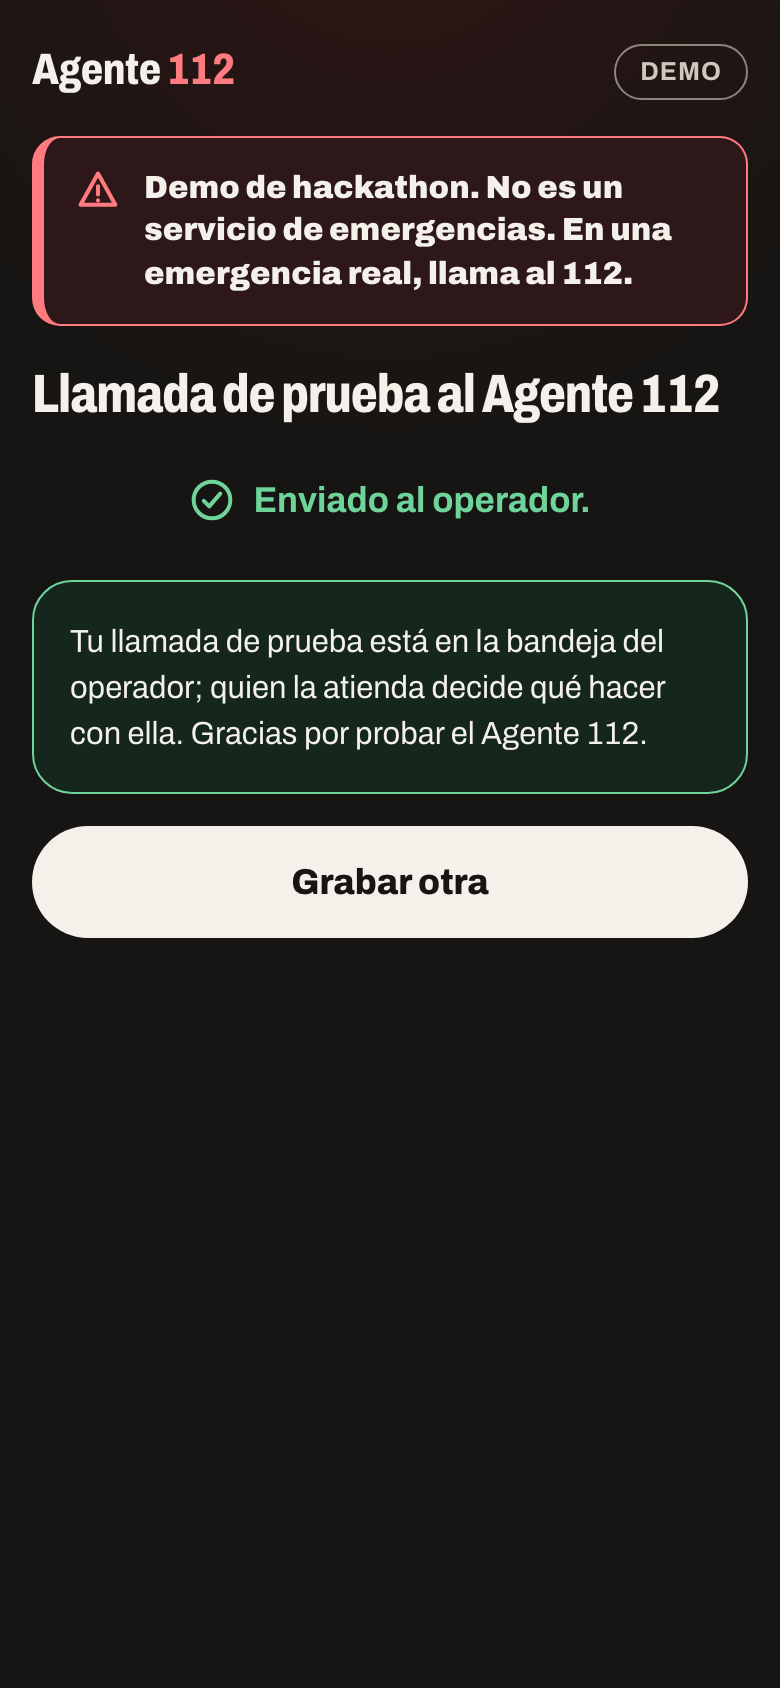 Agente 112
DEMO
Demo de hackathon. No es un
servicio de emergencias. En una
emergencia real, llama al 112.
Llamada de prueba al Agente 112
Enviado al operador.
Tu llamada de prueba está en la bandeja del
operador; quien la atienda decide qué hacer
con ella. Gracias por probar el Agente 112.
Grabar otra